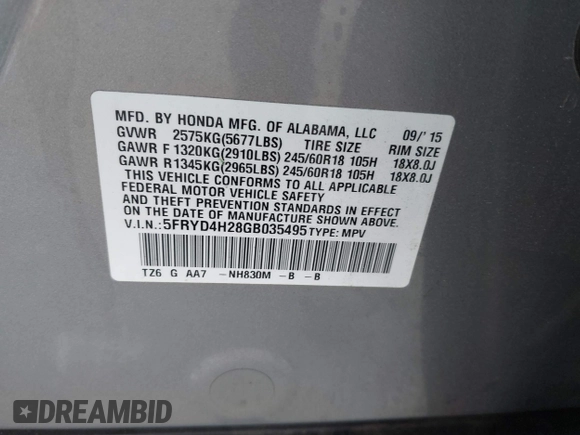 MFD. BY HONDA MFG. OF ALABAMA, LLC 09/'15
GVWR 2575KG(5677LBS) TIRE SIZE RIM SIZE
GAWR F 1320KG(2910LBS) 245/60R18 105H 18X8.0J
GAWR R1345KG(2965LBS) 245/60R18 105H 18X8.0J
THIS VEHICLE CONFORMS TO ALL APPLICABLE
FEDERAL MOTOR VEHICLE SAFETY, BUMPER,
AND THEFT PREVENTION STANDARDS IN EFFECT
ON THE DATE OF MANUFACTURE SHOWN ABOVE.
V.I.N.:5FRYD4H28GB035495 TYPE: MPV
TZ6 G AA7 -NH830M -B -B
DREAMBID